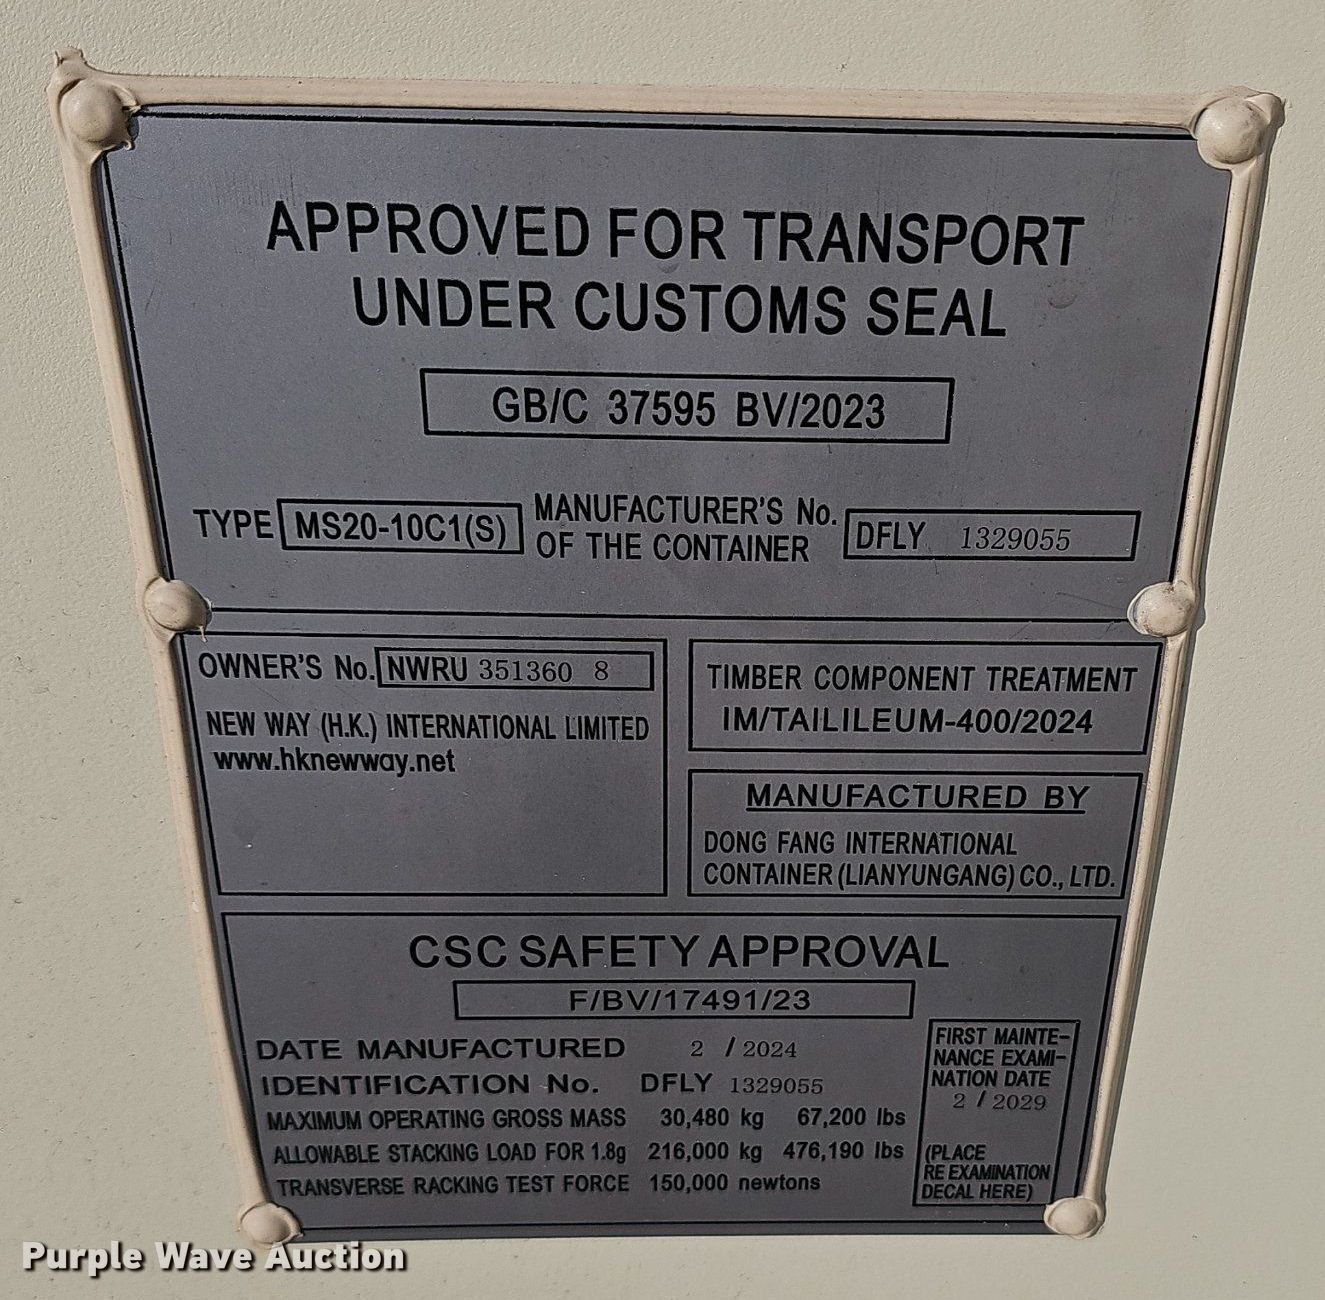 APPROVED FOR TRANSPORT
UNDER CUSTOMS SEAL
GB/C 37595 BV/2023
TYPE MS20-10C1(S) MANUFACTURER'S No. OF THE CONTAINER DFLY 1329055
OWNER'S No. NWRU 351360 8
NEW WAY (H.K.) INTERNATIONAL LIMITED
www.hknewway.net
TIMBER COMPONENT TREATMENT
IM/TAILILEUM-400/2024
MANUFACTURED BY
DONG FANG INTERNATIONAL
CONTAINER (LIANYUNGANG) CO., LTD.
CSC SAFETY APPROVAL
F/BV/17491/23
DATE MANUFACTURED 2 / 2024
IDENTIFICATION No. DFLY 1329055
MAXIMUM OPERATING GROSS MASS 30,480 kg 67,200 lbs
ALLOWABLE STACKING LOAD FOR 1.8g 216,000 kg 476,190 lbs
TRANSVERSE RACKING TEST FORCE 150,000 newtons
FIRST MAINTE-
NANCE EXAMI-
NATION DATE
2 / 2029
(PLACE
RE EXAMINATION
DECAL HERE)
Purple Wave Auction